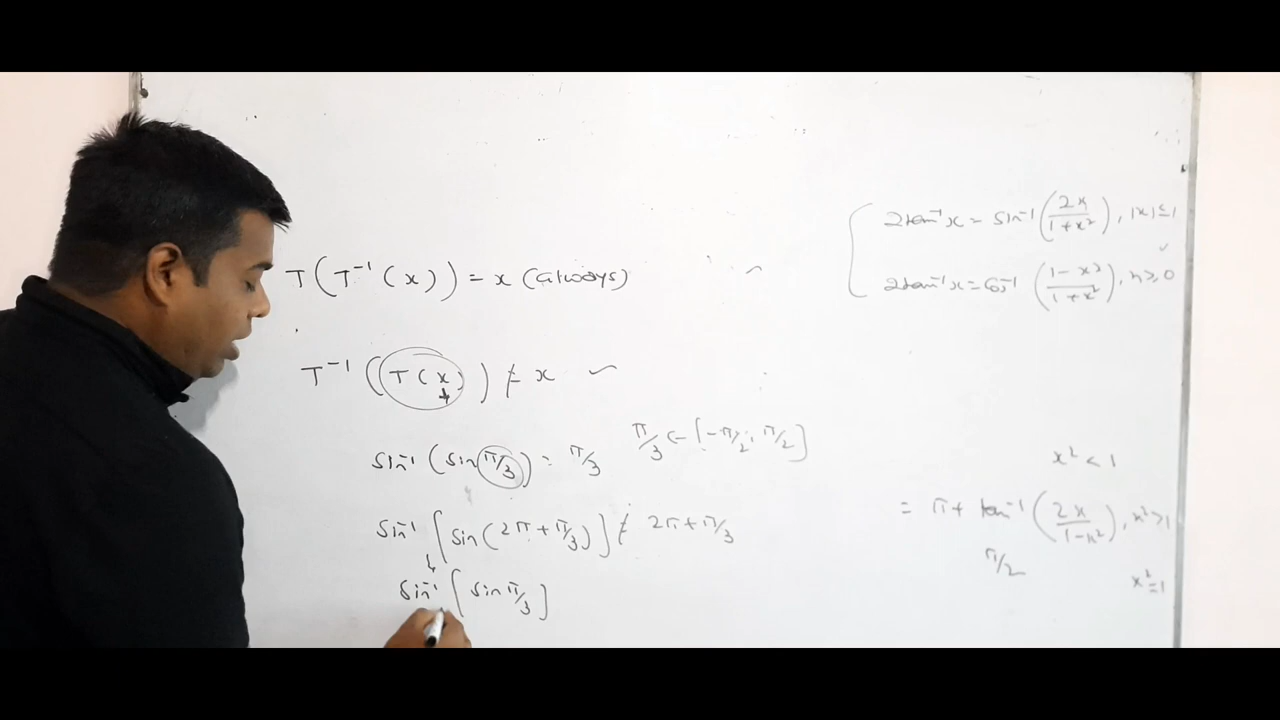 T(T⁻¹(x)) = x (always)
T⁻¹(T(x)) ≠ x
sin⁻¹(sin π/3) = π/3 π/3 ∈ [-π/2, π/2]
sin⁻¹[sin(2π + π/3)] ≠ 2π + π/3
sin⁻¹[sin π/3]
2tan⁻¹x = sin⁻¹(2x/1+x²), |x| ≤ 1
2tan⁻¹x = cos⁻¹(1-x²/1+x²), x ≥ 0
x² < 1
= π + tan⁻¹(2x/1-x²), x² > 1
π/2 x² = 1